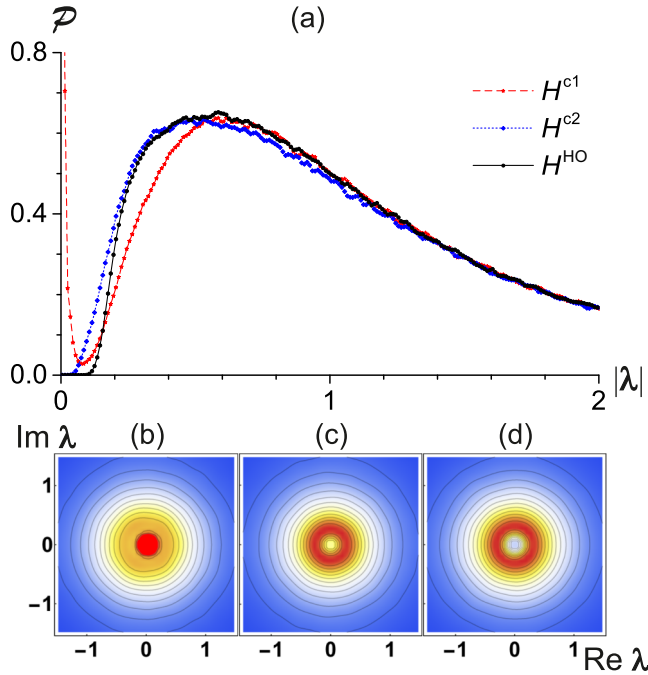 𝒫 (a)
0.8
H^c1
H^c2
H^HO
0.4
0.0
0 1 2 |λ|
Im λ (b) (c) (d)
1
0
−1
−1 0 1 −1 0 1 −1 0 1 Re λ